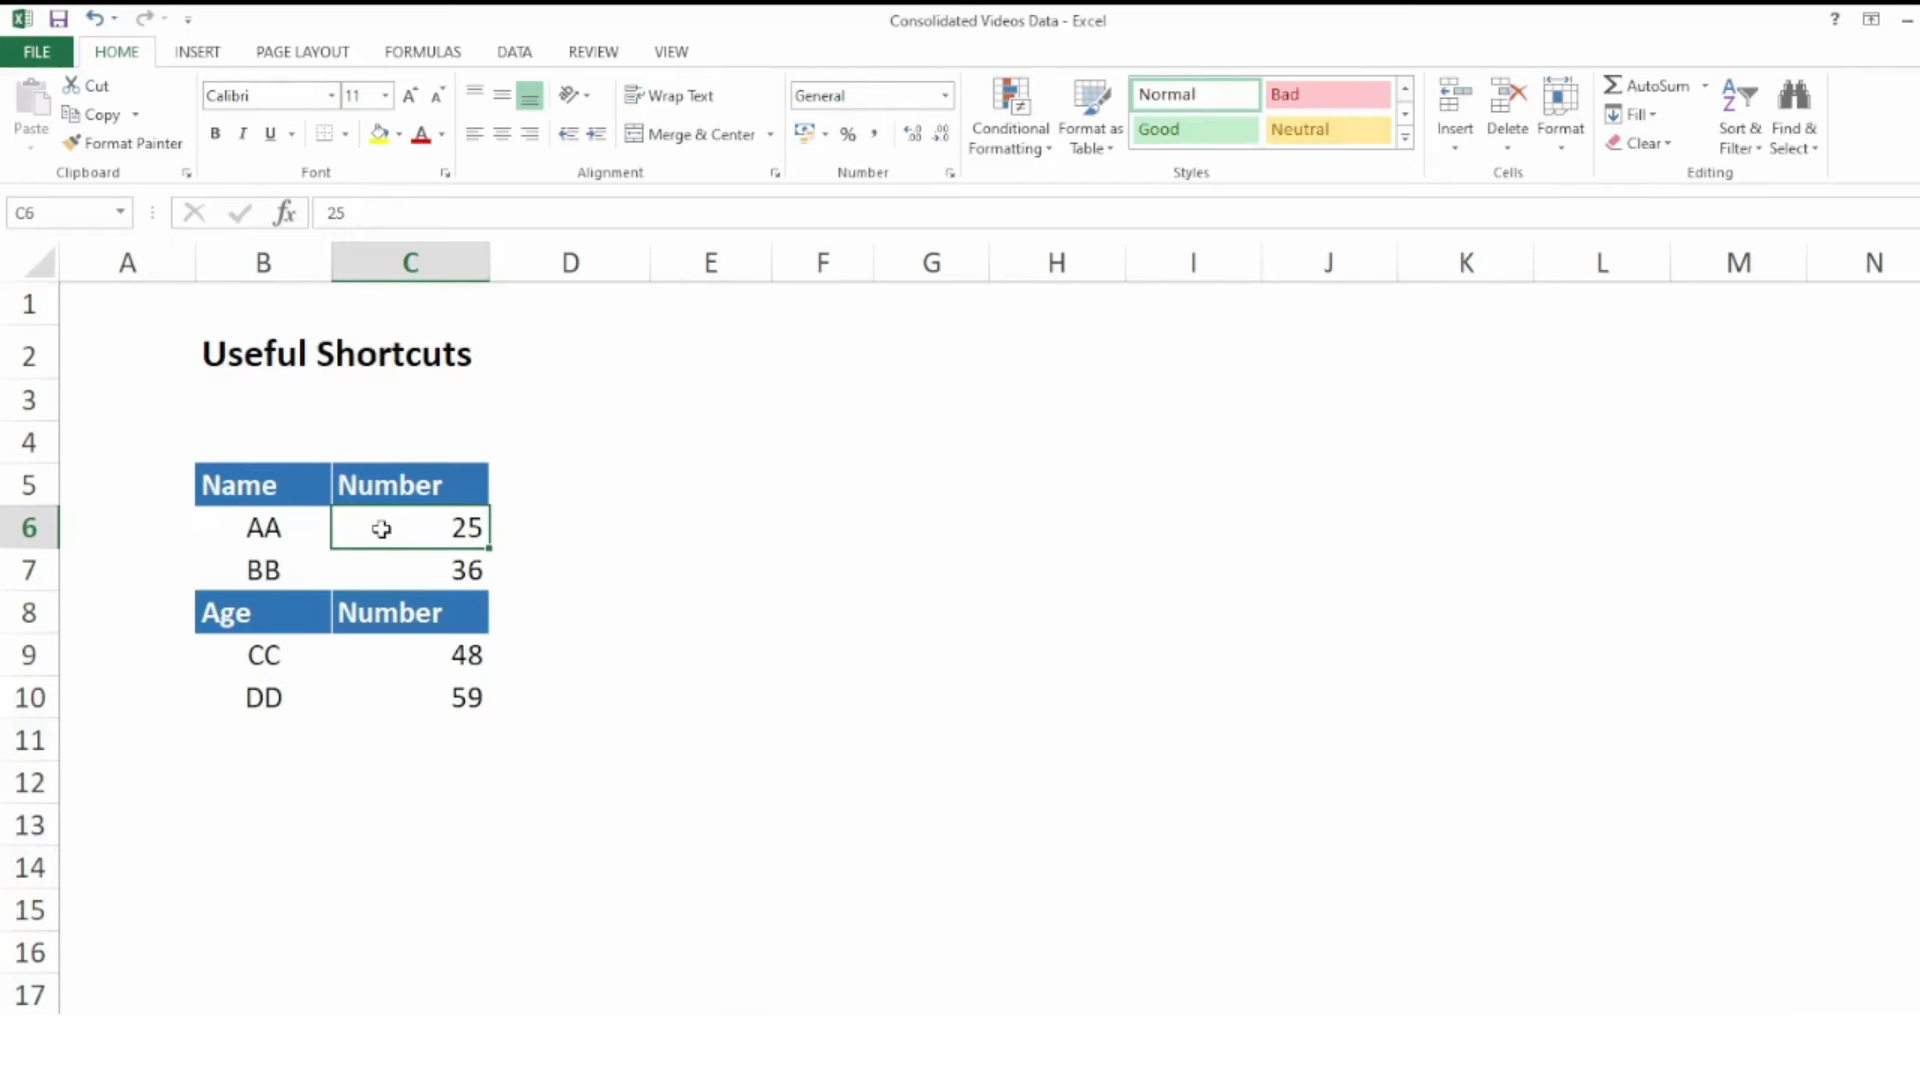 Consolidated Videos Data - Excel
?
FILE HOME INSERT PAGE LAYOUT FORMULAS DATA REVIEW VIEW
Paste
Cut
Copy
Format Painter
Clipboard
Calibri 11
B I U
Font
Wrap Text
Merge & Center
Alignment
General
%
Number
Conditional Formatting
Format as Table
Normal Bad
Good Neutral
Styles
Insert Delete Format
Cells
AutoSum
Fill
Clear
Sort & Filter
Find & Select
Editing
C6 fx 25
A B C D E F G H I J K L M N
1
2 Useful Shortcuts
3
4
5 Name Number
6 AA 25
7 BB 36
8 Age Number
9 CC 48
10 DD 59
11
12
13
14
15
16
17